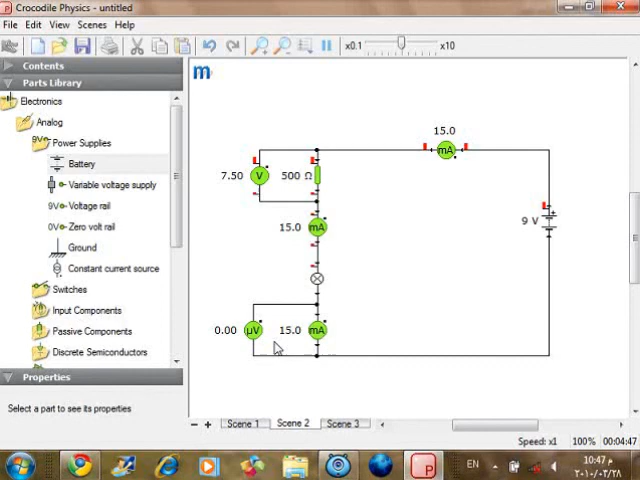 Crocodile Physics - untitled
File Edit View Scenes Help
x0.1 x10
Contents
Parts Library
Electronics
Analog
Power Supplies
Battery
Variable voltage supply
9V Voltage rail
0V Zero volt rail
Ground
Constant current source
Switches
Input Components
Passive Components
Discrete Semiconductors
Properties
Select a part to see its properties
m
15.0
mA
7.50 V 500 Ω
15.0 mA
9 V
0.00 µV 15.0 mA
Scene 1 Scene 2 Scene 3
Speed: x1 100% 00:04:47
EN
10:47 م
٢٠١٠/٠٣/٢٨